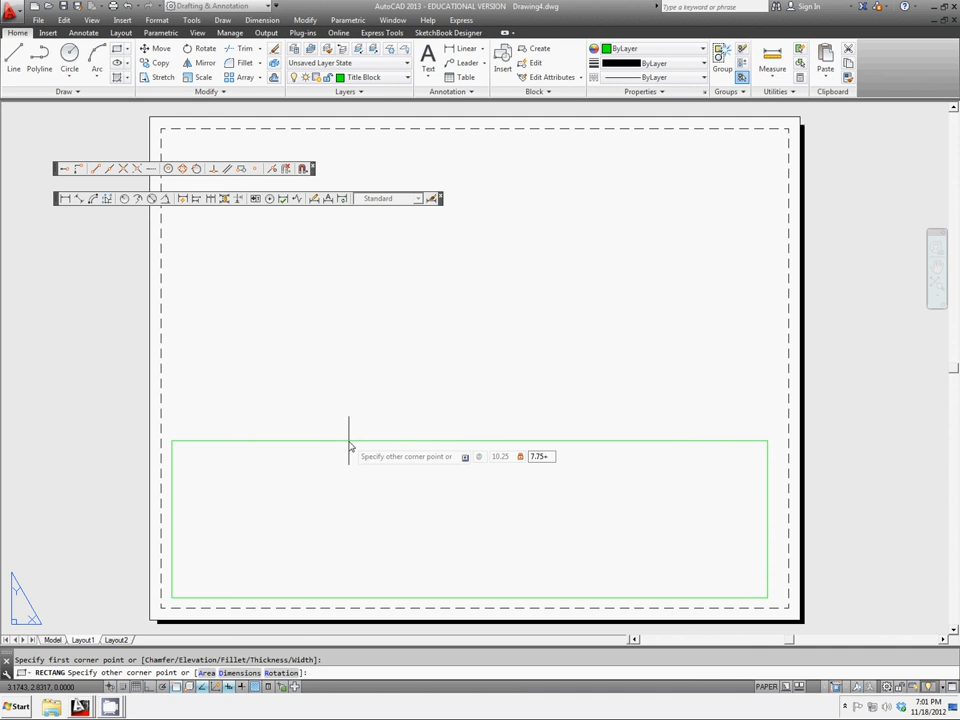 Drafting & Annotation
AutoCAD 2013 - EDUCATIONAL VERSION Drawing4.dwg
Type a keyword or phrase
Sign In
File Edit View Insert Format Tools Draw Dimension Modify Parametric Window Help Express
Home Insert Annotate Layout Parametric View Manage Output Plug-ins Online Express Tools SketchBook Designer
Move Rotate Trim Unsaved Layer State Linear Create ByLayer
Line Polyline Circle Arc Copy Mirror Fillet Text Leader Insert Edit ByLayer Group Measure Paste
Stretch Scale Array Title Block Table Edit Attributes ByLayer
Draw Modify Layers Annotation Block Properties Groups Utilities Clipboard
Standard
Specify other corner point or @ 10.25 7.75+
Y
X
Model Layout1 Layout2
Specify first corner point or [Chamfer/Elevation/Fillet/Thickness/Width]:
RECTANG Specify other corner point or [Area Dimensions Rotation]:
3.1743, 2.8317, 0.0000 PAPER
Start 7:01 PM
11/18/2012